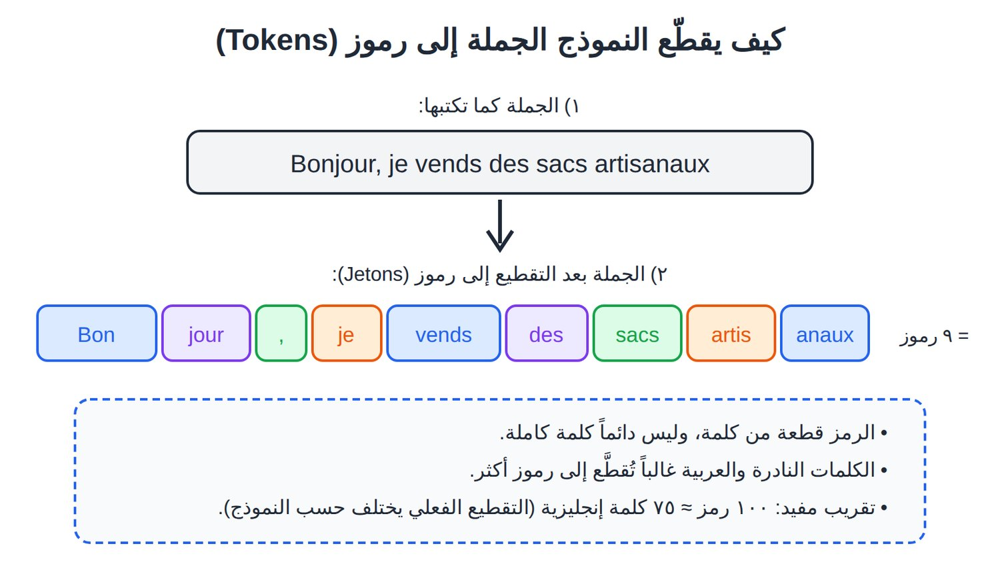 كيف يقطّع النموذج الجملة إلى رموز (Tokens)
١) الجملة كما تكتبها:
Bonjour, je vends des sacs artisanaux
٢) الجملة بعد التقطيع إلى رموز (Jetons):
Bon jour , je vends des sacs artis anaux = ٩ رموز
• الرمز قطعة من كلمة، وليس دائماً كلمة كاملة.
• الكلمات النادرة والعربية غالباً تُقطَّع إلى رموز أكثر.
• تقريب مفيد: ١٠٠ رمز ≈ ٧٥ كلمة إنجليزية (التقطيع الفعلي يختلف حسب النموذج).